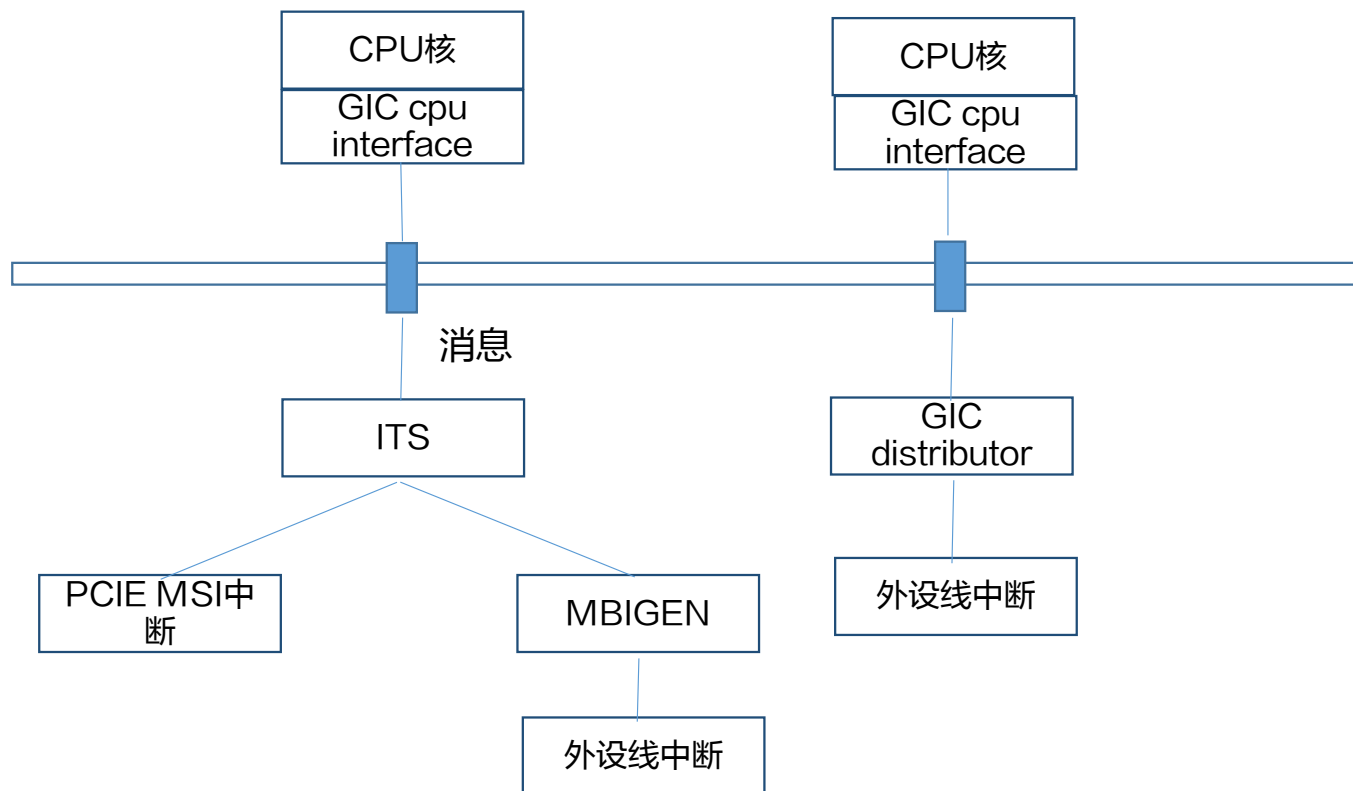 CPU核
GIC cpu
interface
CPU核
GIC cpu
interface
消息
ITS
GIC
distributor
PCIE MSI中
断
MBIGEN
外设线中断
外设线中断